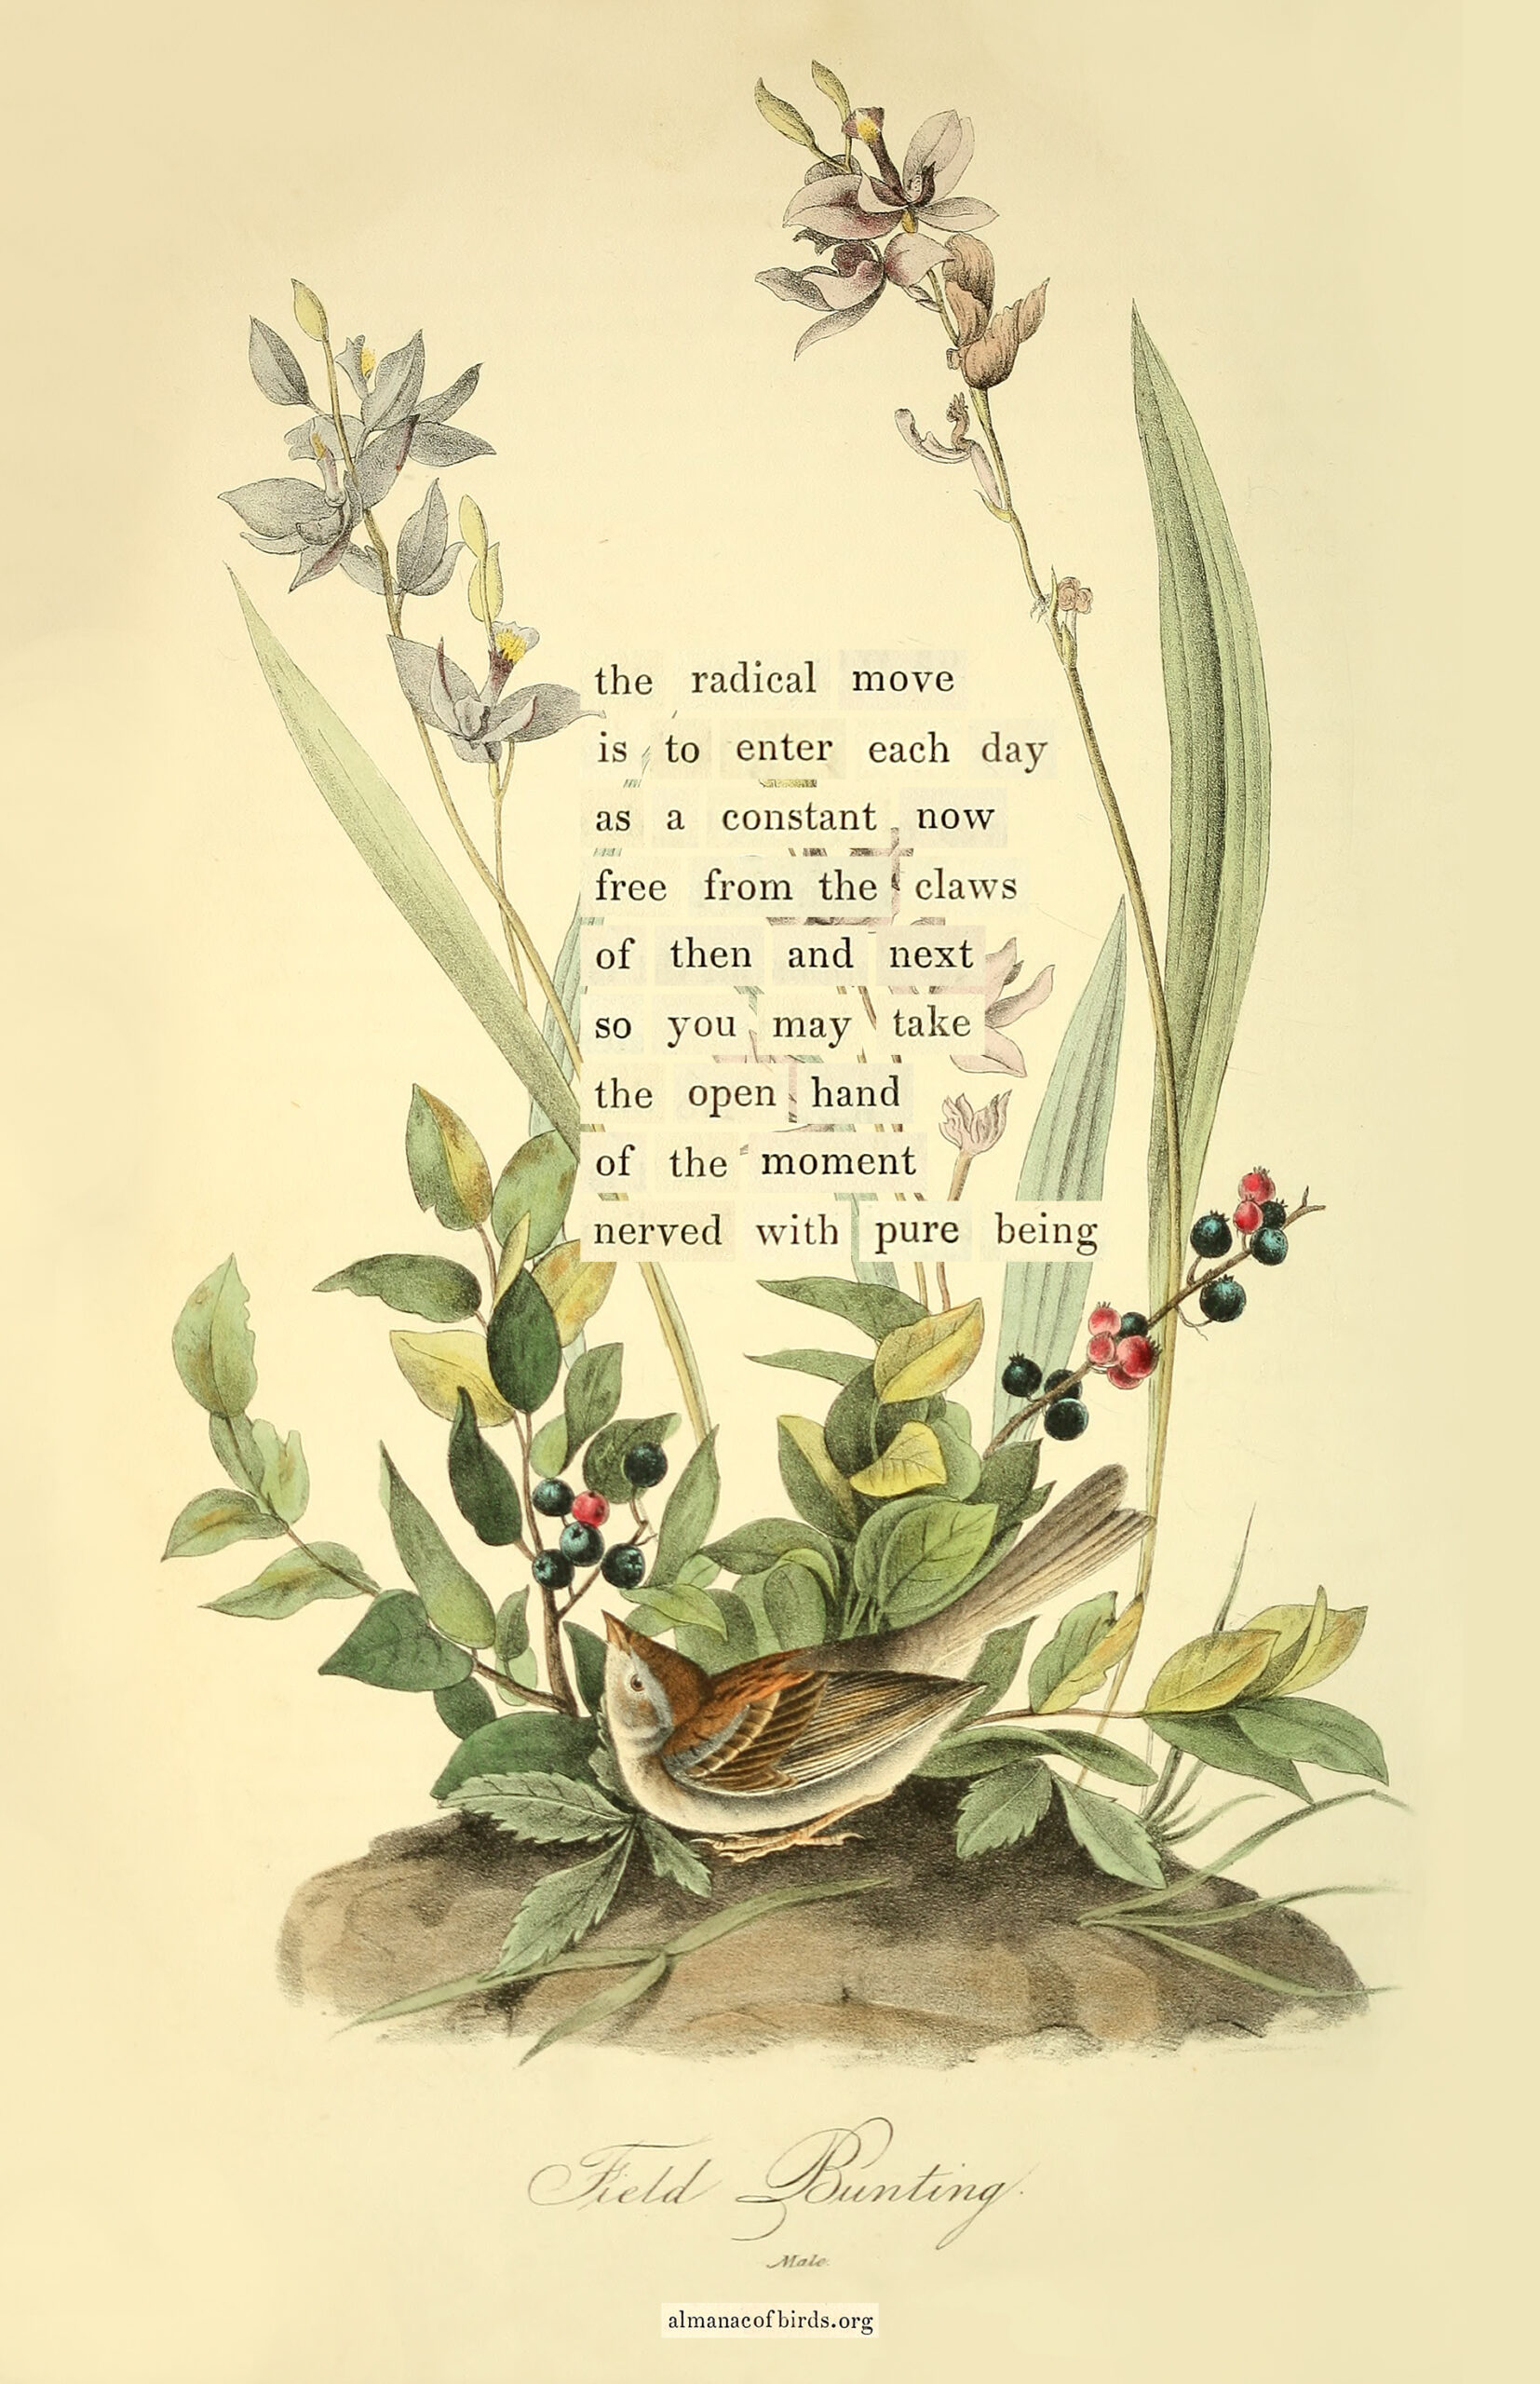 the radical move
is to enter each day
as a constant now
free from the claws
of then and next
so you may take
the open hand
of the moment
nerved with pure being
Field Bunting.
Male.
almanacofbirds.org